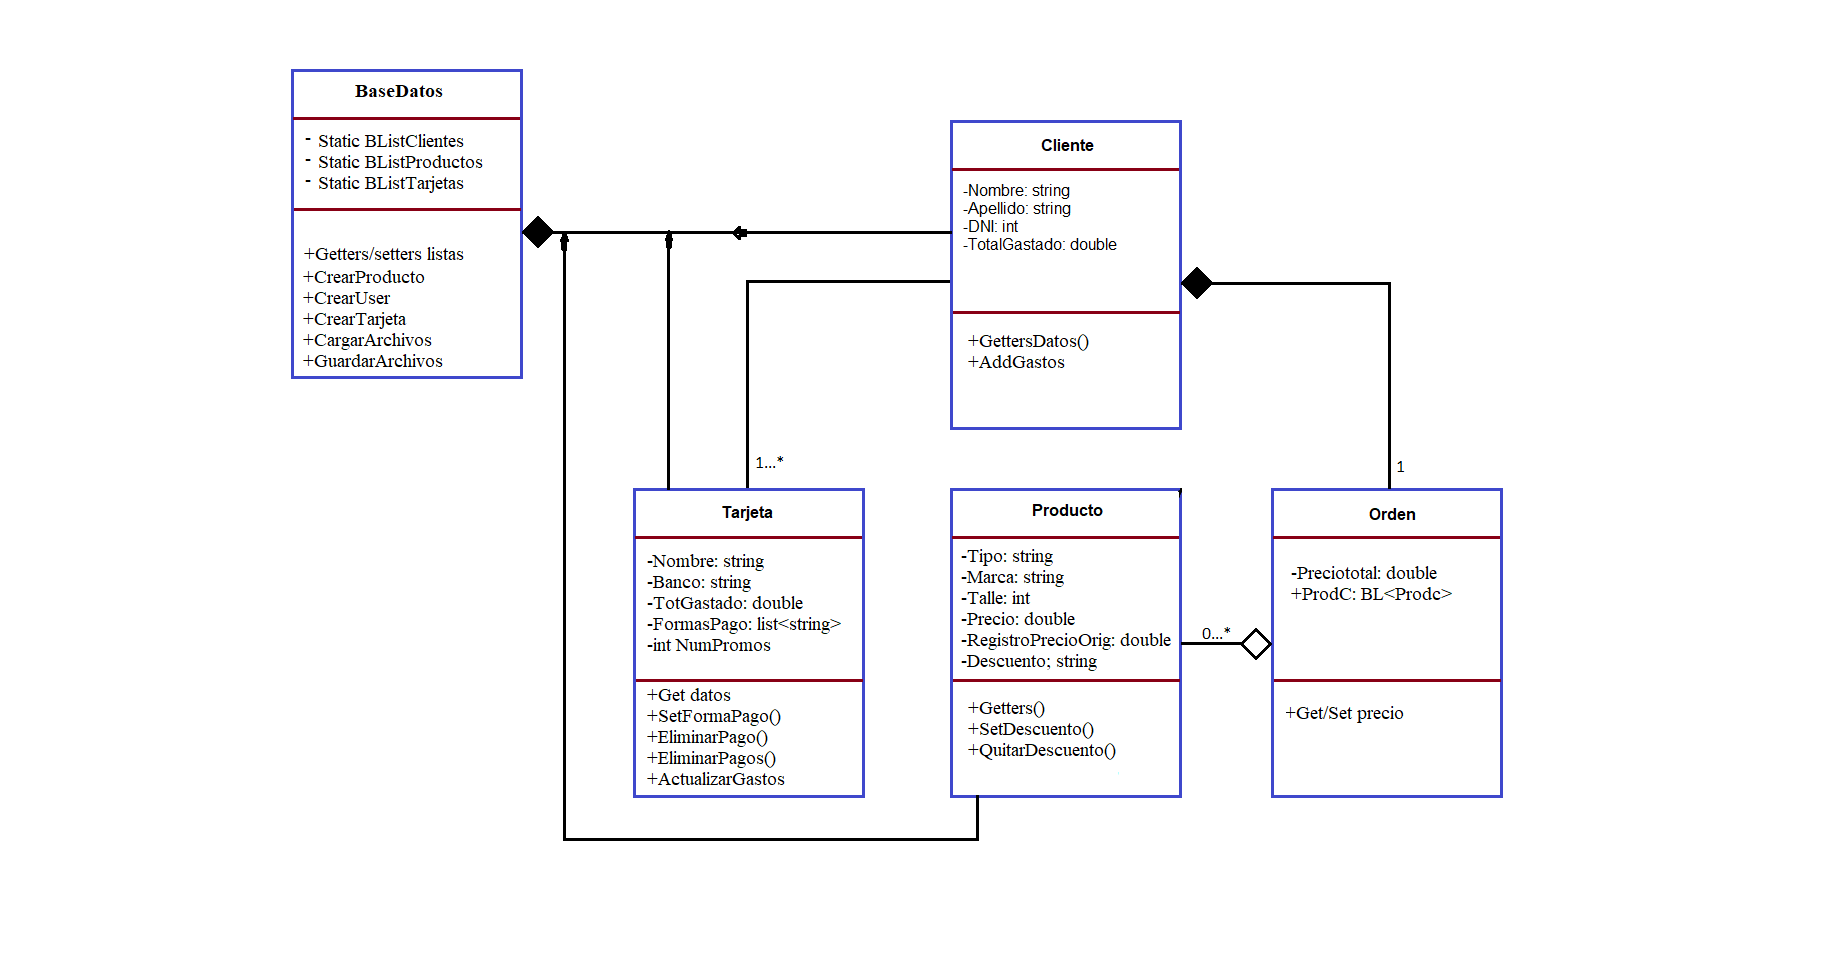 BaseDatos
- Static BListClientes
- Static BListProductos
- Static BListTarjetas
+Getters/setters listas
+CrearProducto
+CrearUser
+CrearTarjeta
+CargarArchivos
+GuardarArchivos
Cliente
-Nombre: string
-Apellido: string
-DNI: int
-TotalGastado: double
+GettersDatos()
+AddGastos
1...*
1
Tarjeta
-Nombre: string
-Banco: string
-TotGastado: double
-FormasPago: list<string>
-int NumPromos
+Get datos
+SetFormaPago()
+EliminarPago()
+EliminarPagos()
+ActualizarGastos
Producto
-Tipo: string
-Marca: string
-Talle: int
-Precio: double
-RegistroPrecioOrig: double
-Descuento; string
+Getters()
+SetDescuento()
+QuitarDescuento()
0...*
Orden
-Preciototal: double
+ProdC: BL<Prodc>
+Get/Set precio